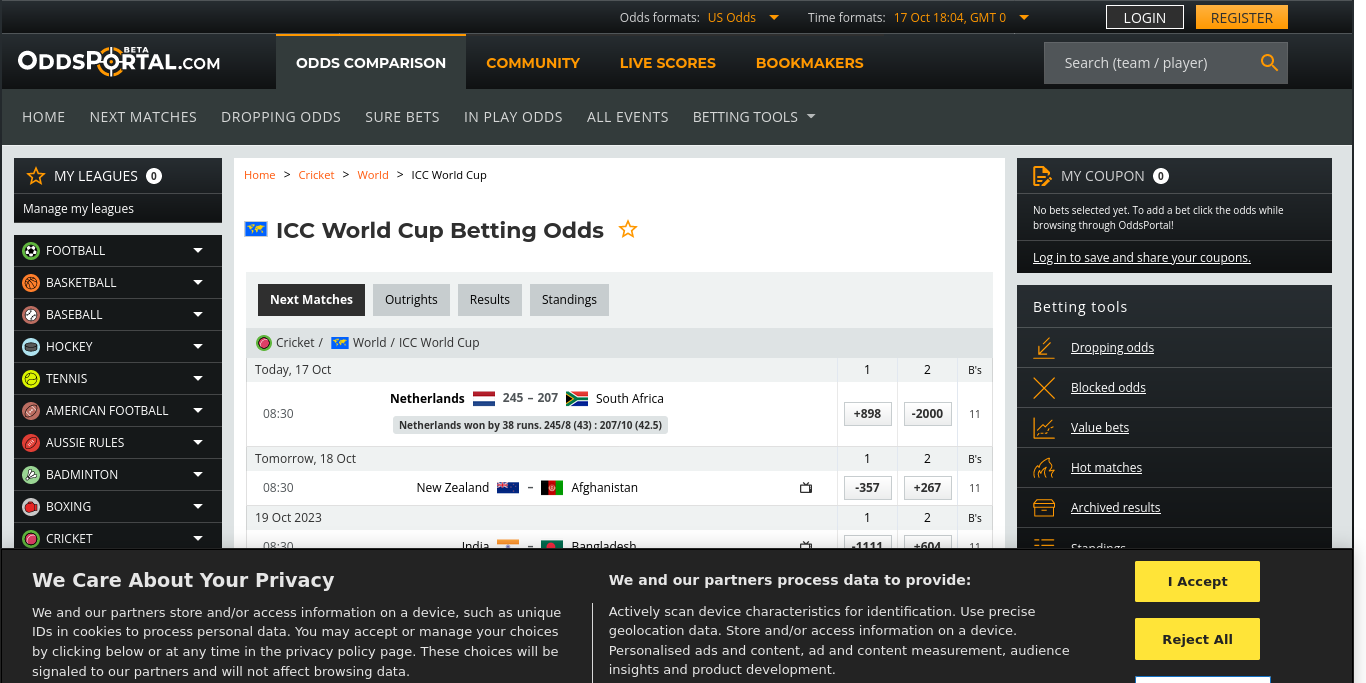 Odds formats: US Odds Time formats: 17 Oct 18:04, GMT 0 LOGIN REGISTER
ODDSPORTAL.COM BETA
ODDS COMPARISON COMMUNITY LIVE SCORES BOOKMAKERS Search (team / player)
HOME NEXT MATCHES DROPPING ODDS SURE BETS IN PLAY ODDS ALL EVENTS BETTING TOOLS
MY LEAGUES 0
Manage my leagues
FOOTBALL
BASKETBALL
BASEBALL
HOCKEY
TENNIS
AMERICAN FOOTBALL
AUSSIE RULES
BADMINTON
BOXING
CRICKET
Home > Cricket > World > ICC World Cup
ICC World Cup Betting Odds
Next Matches Outrights Results Standings
Cricket / World / ICC World Cup
Today, 17 Oct 1 2 B's
08:30 Netherlands 245 – 207 South Africa +898 -2000 11
Netherlands won by 38 runs. 245/8 (43) : 207/10 (42.5)
Tomorrow, 18 Oct 1 2 B's
08:30 New Zealand – Afghanistan -357 +267 11
19 Oct 2023 1 2 B's
08:30 India – Bangladesh -1111 +604 11
MY COUPON 0
No bets selected yet. To add a bet click the odds while
browsing through OddsPortal!
Log in to save and share your coupons.
Betting tools
Dropping odds
Blocked odds
Value bets
Hot matches
Archived results
Standings
We Care About Your Privacy
We and our partners store and/or access information on a device, such as unique
IDs in cookies to process personal data. You may accept or manage your choices
by clicking below or at any time in the privacy policy page. These choices will be
signaled to our partners and will not affect browsing data.
We and our partners process data to provide:
Actively scan device characteristics for identification. Use precise
geolocation data. Store and/or access information on a device.
Personalised ads and content, ad and content measurement, audience
insights and product development.
I Accept
Reject All